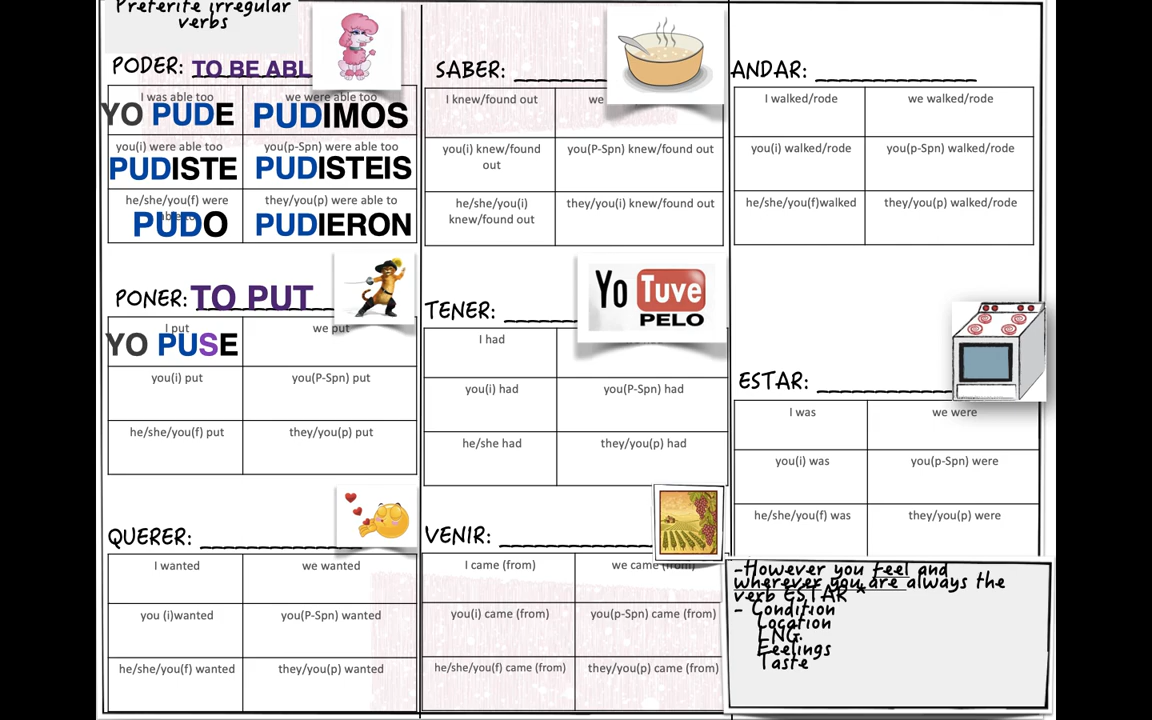 Preterite irregular
verbs
PODER: TO BE ABL
I was able too
we were able too
YO PUDE
PUDIMOS
you(i) were able too
you(p-Spn) were able too
PUDISTE
PUDISTEIS
he/she/you(f) were
able to
they/you(p) were able to
PUDO
PUDIERON
PONER: TO PUT
I put
we put
YO PUSE
you(i) put
you(P-Spn) put
he/she/you(f) put
they/you(p) put
QUERER:
I wanted
we wanted
you (i)wanted
you(P-Spn) wanted
he/she/you(f) wanted
they/you(p) wanted
SABER:
I knew/found out
we
you(i) knew/found
out
you(P-Spn) knew/found out
he/she/you(i)
knew/found out
they/you(i) knew/found out
TENER:
Yo Tuve
PELO
I had
you(i) had
you(P-Spn) had
he/she had
they/you(p) had
VENIR:
I came (from)
we came (from)
you(i) came (from)
you(p-Spn) came (from)
he/she/you(f) came (from)
they/you(p) came (from)
ANDAR:
I walked/rode
we walked/rode
you(i) walked/rode
you(p-Spn) walked/rode
he/she/you(f)walked
they/you(p) walked/rode
ESTAR:
I was
we were
you(i) was
you(p-Spn) were
he/she/you(f) was
they/you(p) were
-However you feel and
wherever you are always the
verb ESTAR *
- Condition
Location
Feelings
Taste